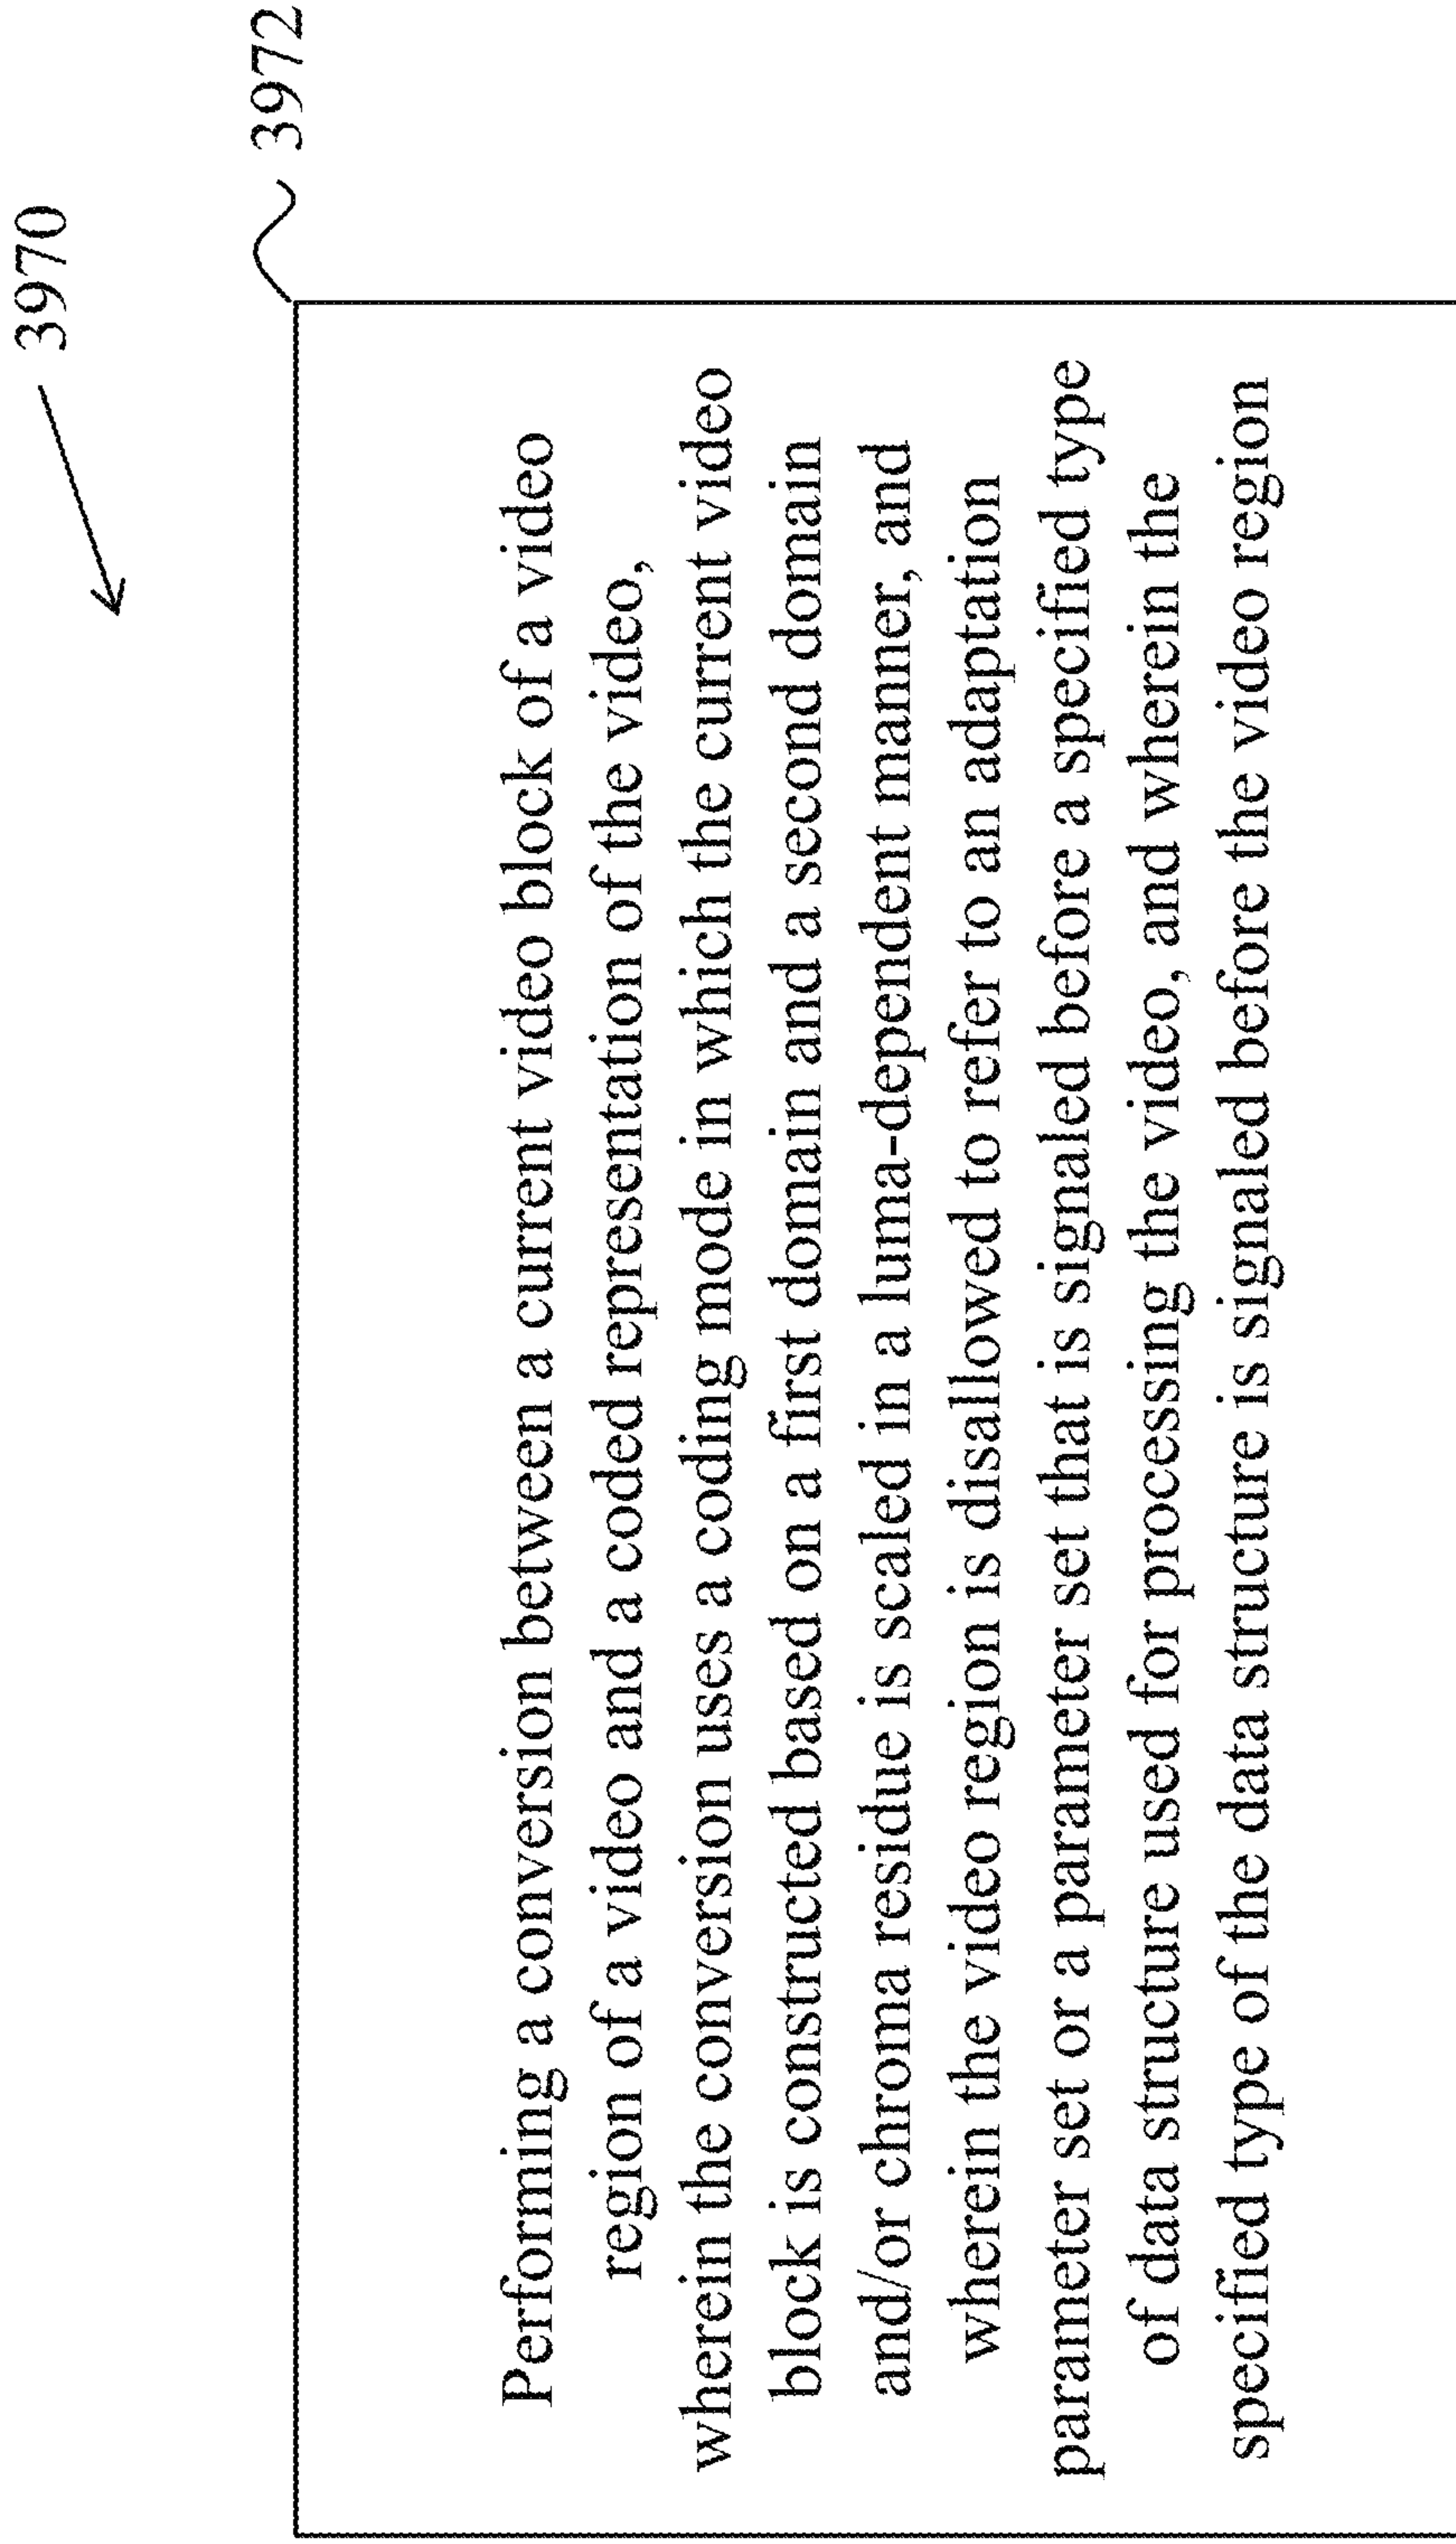 3970
3972
Performing a conversion between a current video block of a video
region of a video and a coded representation of the video,
wherein the conversion uses a coding mode in which the current video
block is constructed based on a first domain and a second domain
and/or chroma residue is scaled in a luma-dependent manner, and
wherein the video region is disallowed to refer to an adaptation
parameter set or a parameter set that is signaled before a specified type
of data structure used for processing the video, and wherein the
specified type of the data structure is signaled before the video region